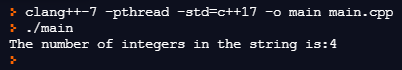 > clang++-7 -pthread -std=c++17 -o main main.cpp
> ./main
The number of integers in the string is:4
>